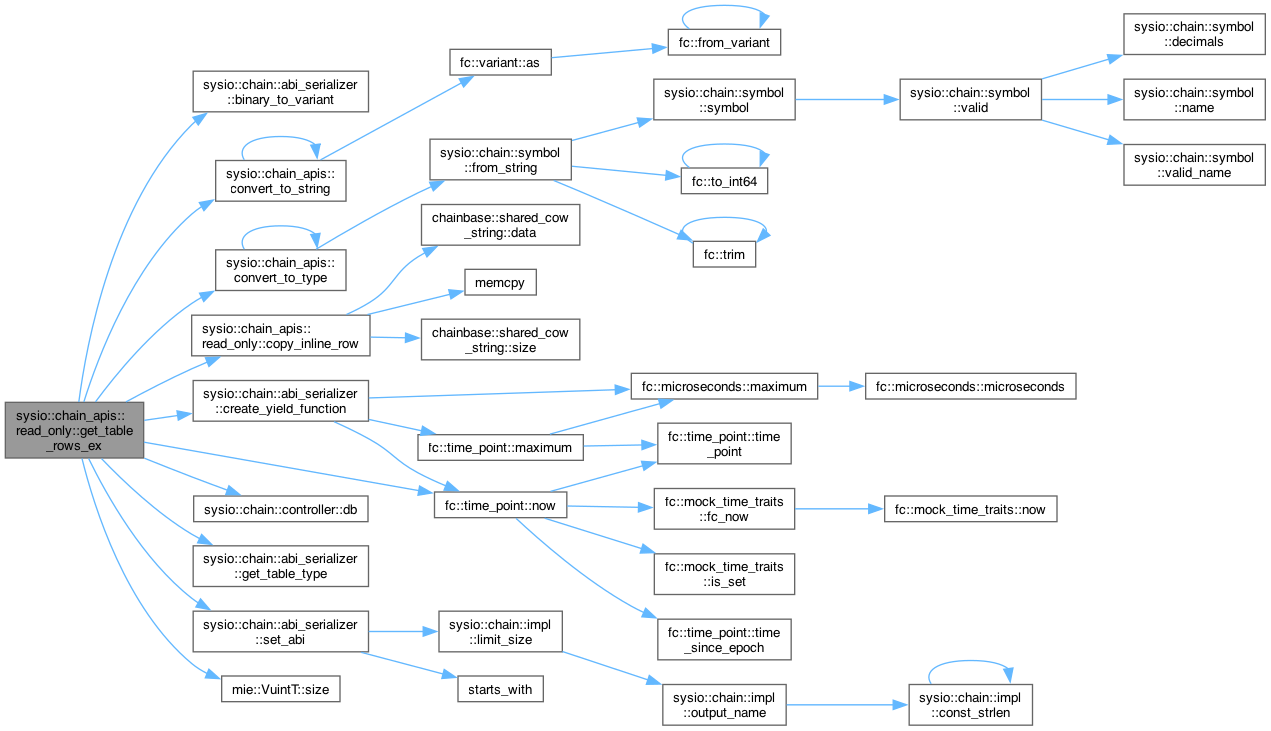 sysio::chain_apis::
read_only::get_table
_rows_ex
sysio::chain::abi_serializer
::binary_to_variant
sysio::chain_apis::
convert_to_string
sysio::chain_apis::
convert_to_type
sysio::chain_apis::
read_only::copy_inline_row
sysio::chain::abi_serializer
::create_yield_function
sysio::chain::controller::db
sysio::chain::abi_serializer
::get_table_type
sysio::chain::abi_serializer
::set_abi
mie::VuintT::size
fc::variant::as
sysio::chain::symbol
::from_string
chainbase::shared_cow
_string::data
memcpy
chainbase::shared_cow
_string::size
fc::time_point::maximum
fc::time_point::now
sysio::chain::impl
::limit_size
starts_with
fc::from_variant
sysio::chain::symbol
::symbol
fc::to_int64
fc::trim
fc::microseconds::maximum
fc::time_point::time
_point
fc::mock_time_traits
::fc_now
fc::mock_time_traits
::is_set
fc::time_point::time
_since_epoch
sysio::chain::impl
::output_name
sysio::chain::symbol
::valid
fc::microseconds::microseconds
fc::mock_time_traits::now
sysio::chain::impl
::const_strlen
sysio::chain::symbol
::decimals
sysio::chain::symbol
::name
sysio::chain::symbol
::valid_name